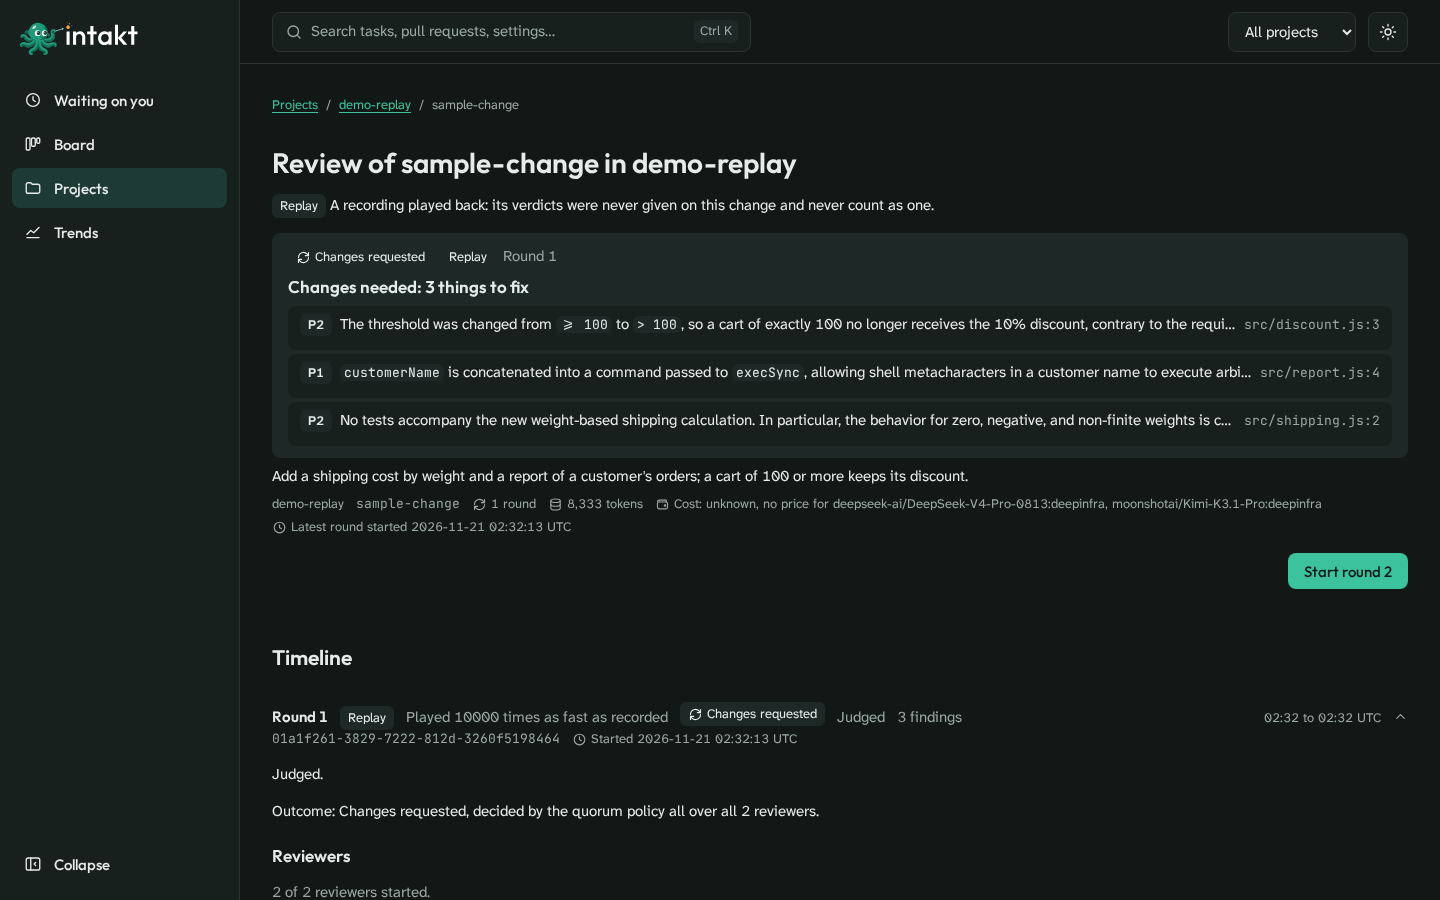 intakt
Search tasks, pull requests, settings... Ctrl K
All projects
Waiting on you
Board
Projects
Trends
Collapse
Projects / demo-replay / sample-change
Review of sample-change in demo-replay
Replay A recording played back: its verdicts were never given on this change and never count as one.
Changes requested Replay Round 1
Changes needed: 3 things to fix
P2 The threshold was changed from >= 100 to > 100, so a cart of exactly 100 no longer receives the 10% discount, contrary to the requi... src/discount.js:3
P1 customerName is concatenated into a command passed to execSync, allowing shell metacharacters in a customer name to execute arbi... src/report.js:4
P2 No tests accompany the new weight-based shipping calculation. In particular, the behavior for zero, negative, and non-finite weights is c... src/shipping.js:2
Add a shipping cost by weight and a report of a customer's orders; a cart of 100 or more keeps its discount.
demo-replay sample-change 1 round 8,333 tokens Cost: unknown, no price for deepseek-ai/DeepSeek-V4-Pro-0813:deepinfra, moonshotai/Kimi-K3.1-Pro:deepinfra
Latest round started 2026-11-21 02:32:13 UTC
Start round 2
Timeline
Round 1 Replay Played 10000 times as fast as recorded Changes requested Judged 3 findings 02:32 to 02:32 UTC
01a1f261-3829-7222-812d-3260f5198464 Started 2026-11-21 02:32:13 UTC
Judged.
Outcome: Changes requested, decided by the quorum policy all over all 2 reviewers.
Reviewers
2 of 2 reviewers started.